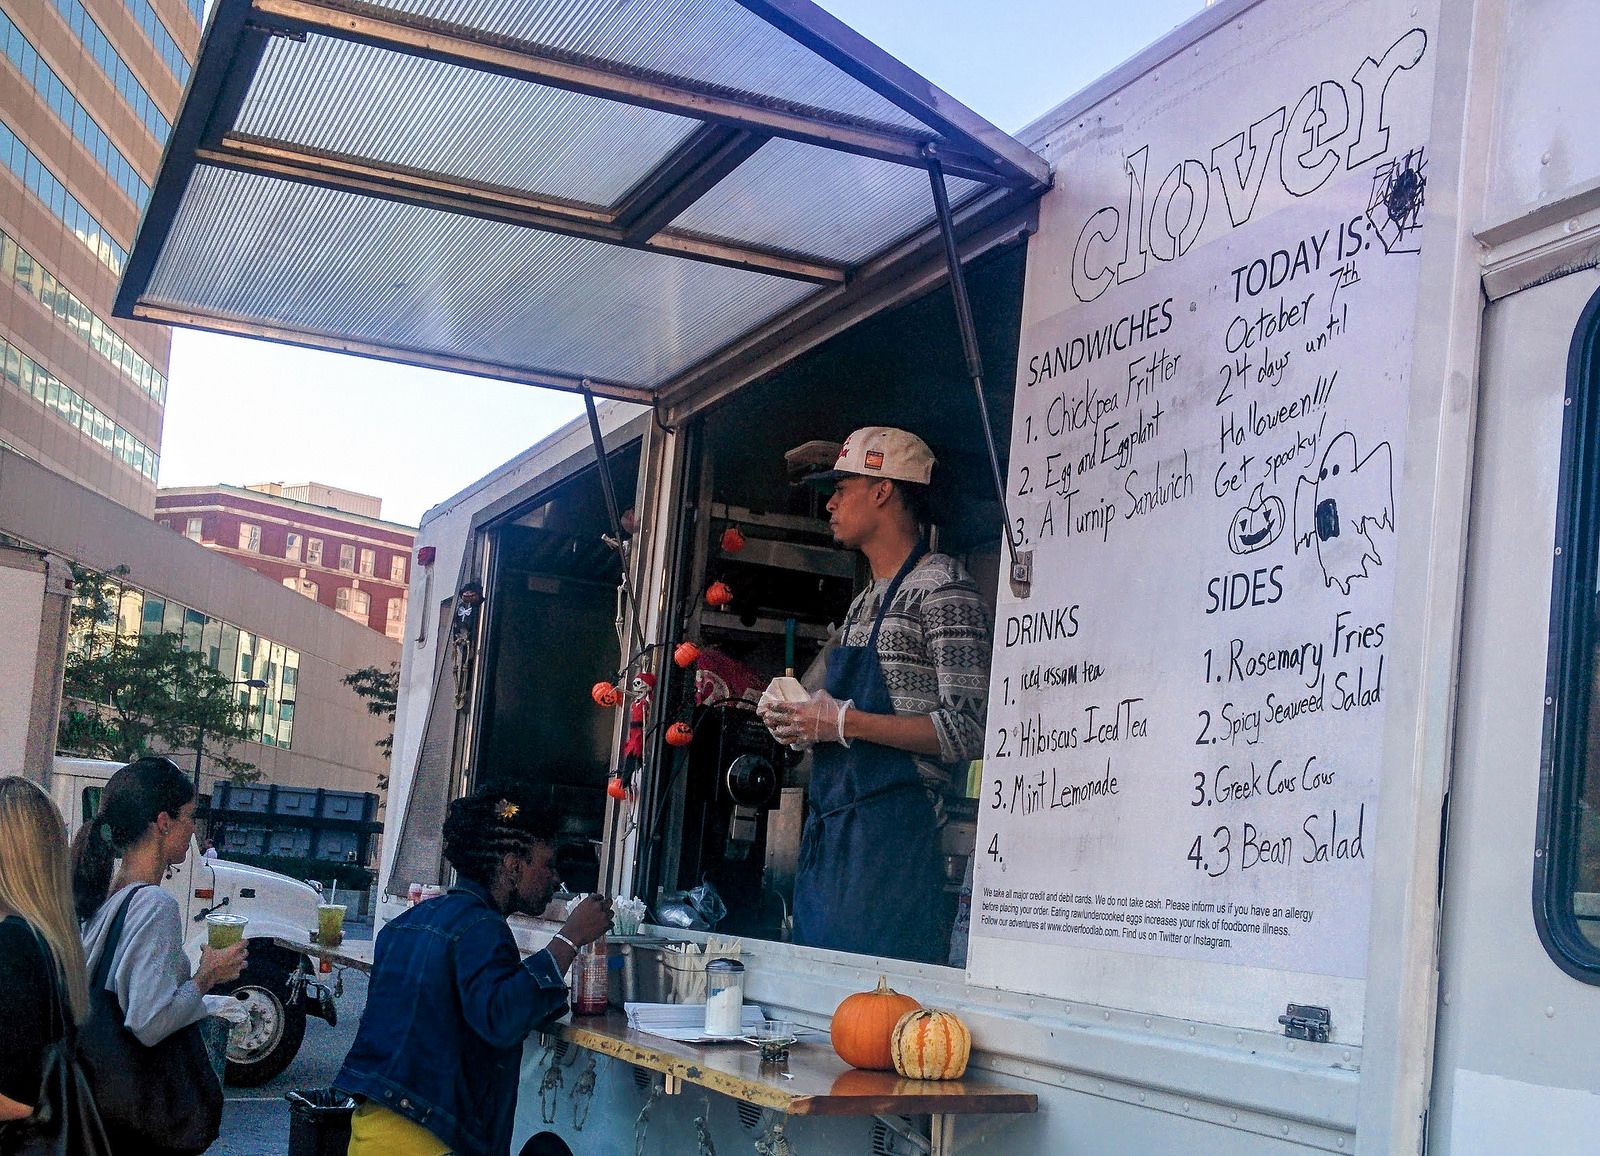 clover
TODAY IS:
October 7th
24 days until
Halloween!!!
Get spooky!
SANDWICHES
1. Chickpea Fritter
2. Egg and Eggplant
3. A Turnip Sandwich
DRINKS
1. iced assam tea
2. Hibiscus Iced Tea
3. Mint Lemonade
4.
SIDES
1. Rosemary Fries
2. Spicy Seaweed Salad
3. Greek Cous Cous
4. 3 Bean Salad
We take all major credit and debit cards. We do not take cash. Please inform us if you have an allergy
before placing your order. Eating raw/undercooked eggs increases your risk of foodborne illness.
Follow our adventures at www.cloverfoodlab.com. Find us on Twitter or Instagram.